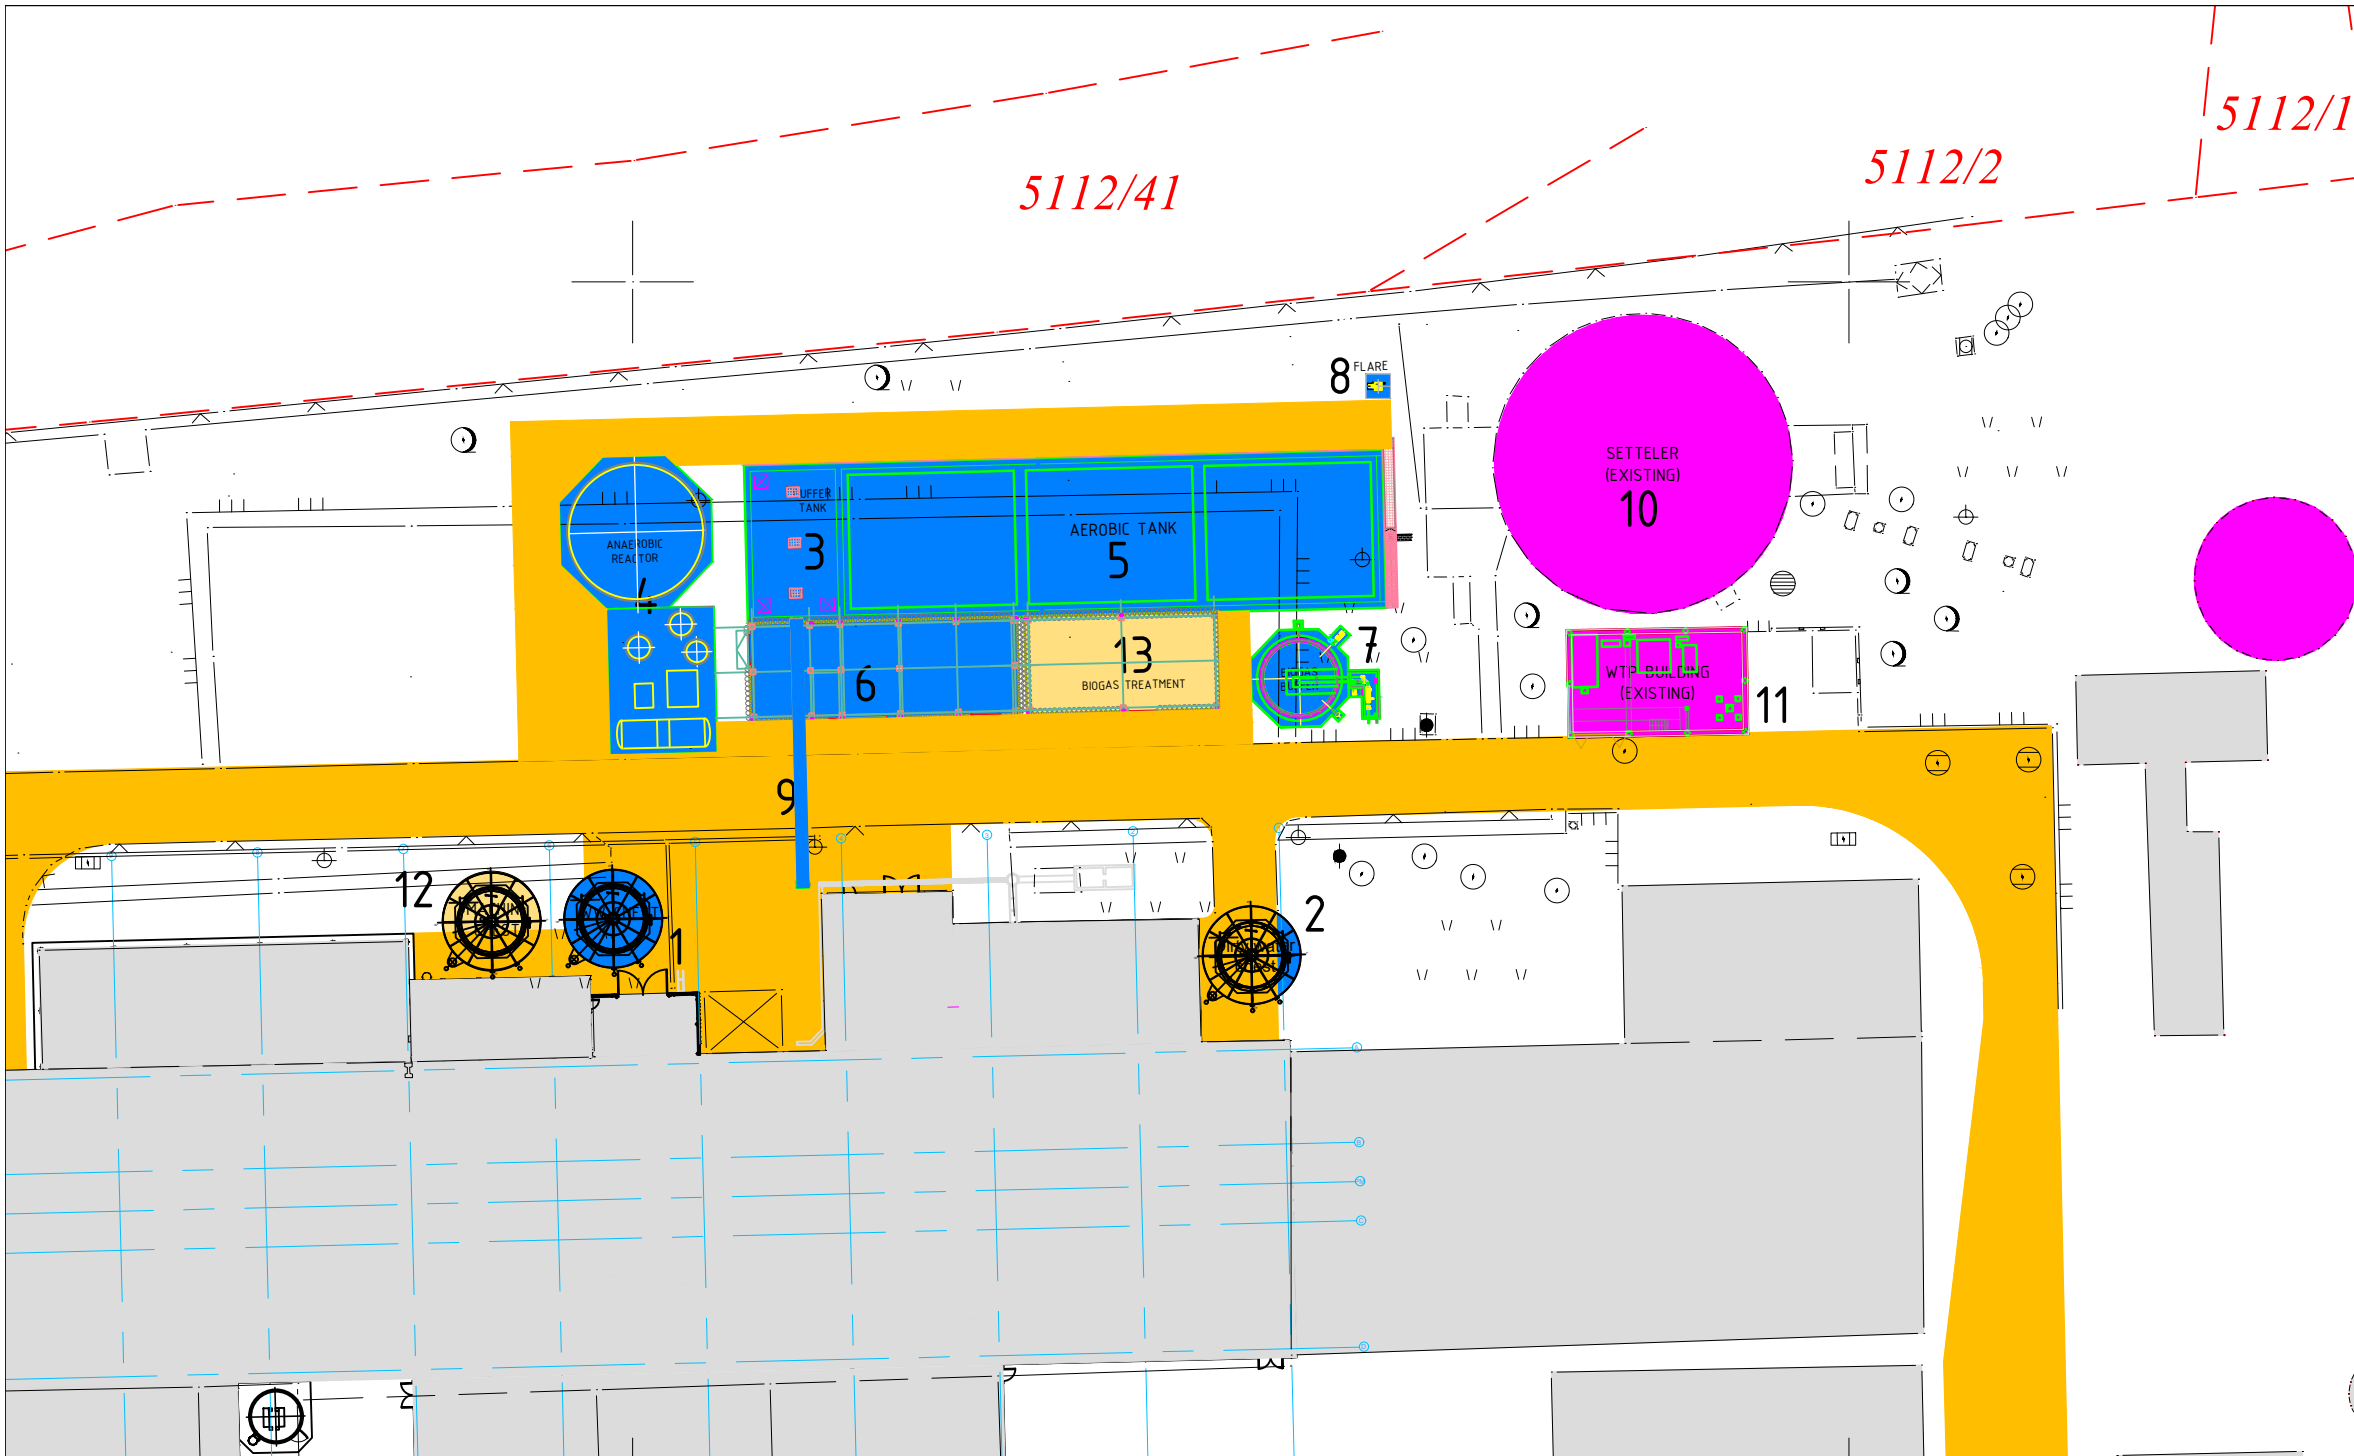 5112/1
5112/2
5112/41
8 FLARE
SETTELER
(EXISTING)
10
UFFER
TANK
3
AEROBIC TANK
5
ANAEROBIC
REACTOR
4
13
BIOGAS TREATMENT
6
7
WTP BUILDING
(EXISTING)
11
9
12
1
2